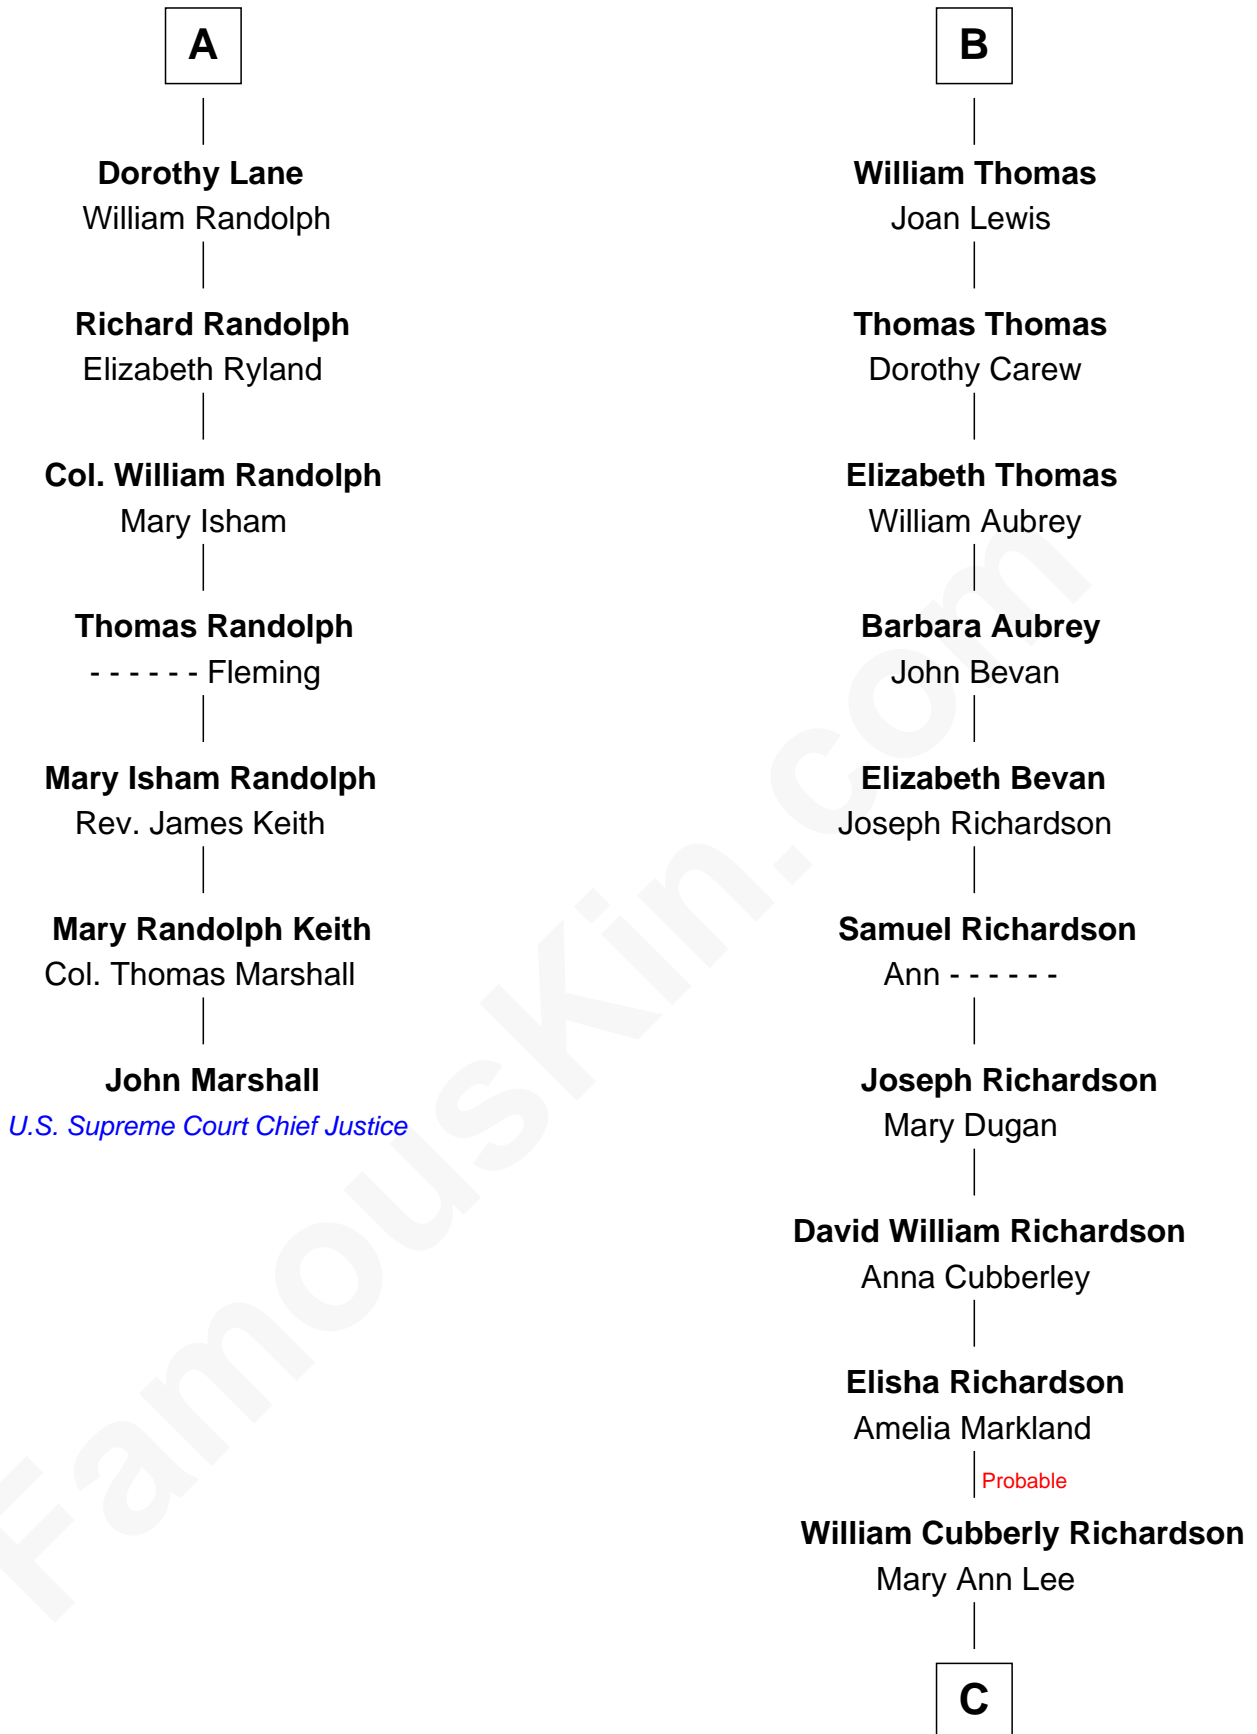 A
Dorothy Lane
William Randolph
Richard Randolph
Elizabeth Ryland
Col. William Randolph
Mary Isham
Thomas Randolph
- - - - - - Fleming
Mary Isham Randolph
Rev. James Keith
Mary Randolph Keith
Col. Thomas Marshall
John Marshall
U.S. Supreme Court Chief Justice
B
William Thomas
Joan Lewis
Thomas Thomas
Dorothy Carew
Elizabeth Thomas
William Aubrey
Barbara Aubrey
John Bevan
Elizabeth Bevan
Joseph Richardson
Samuel Richardson
Ann - - - - - -
Joseph Richardson
Mary Dugan
David William Richardson
Anna Cubberley
Elisha Richardson
Amelia Markland
Probable
William Cubberly Richardson
Mary Ann Lee
C
FamousKin.com